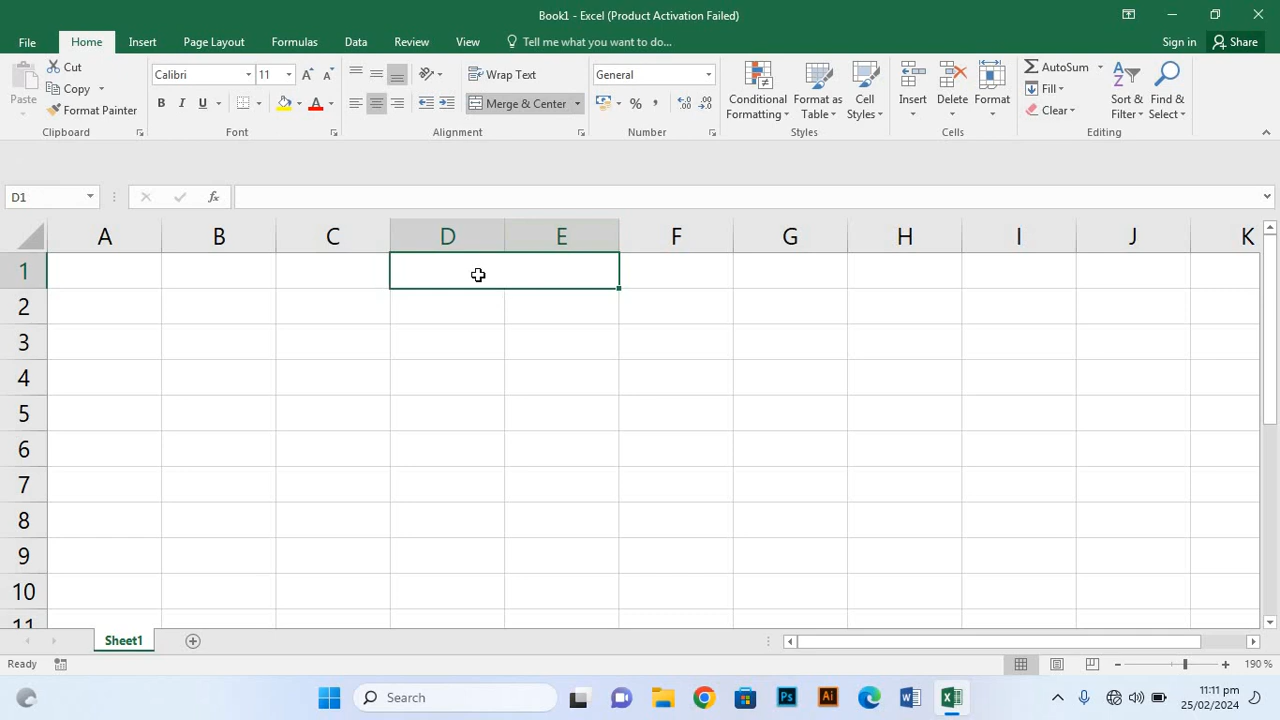 Book1 - Excel (Product Activation Failed)
File Home Insert Page Layout Formulas Data Review View Tell me what you want to do... Sign in Share
Paste Cut Copy Format Painter Clipboard
Calibri 11 B I U A Font
Wrap Text Merge & Center Alignment
General % , Number
Conditional Formatting Format as Table Cell Styles Styles
Insert Delete Format Cells
AutoSum Fill Clear Sort & Filter Find & Select Editing
D1 fx
A B C D E F G H I J K
1
2
3
4
5
6
7
8
9
10
11
Sheet1
Ready 190 %
Search 11:11 pm
25/02/2024